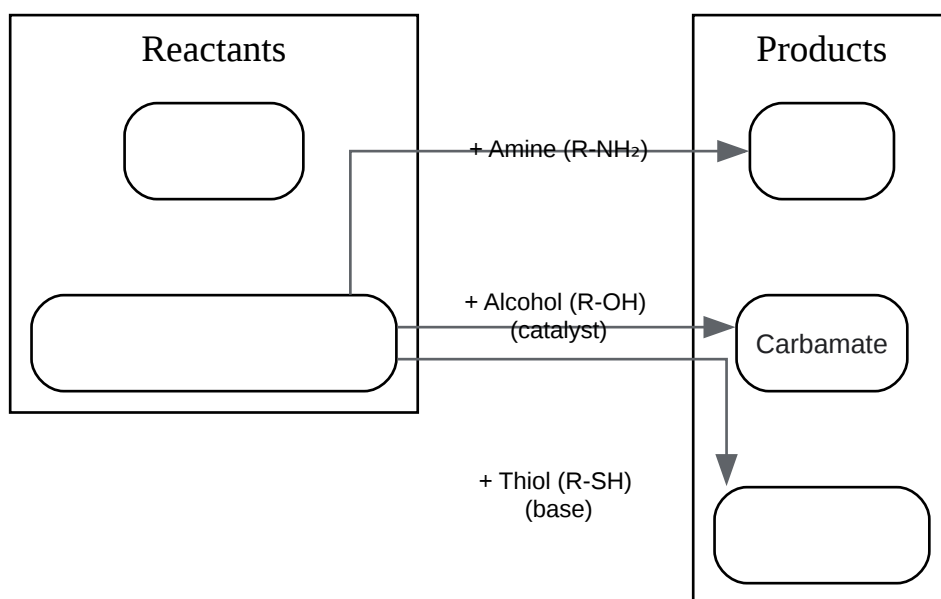 Reactants
Products
+ Amine (R-NH₂)
+ Alcohol (R-OH)
(catalyst)
Carbamate
+ Thiol (R-SH)
(base)